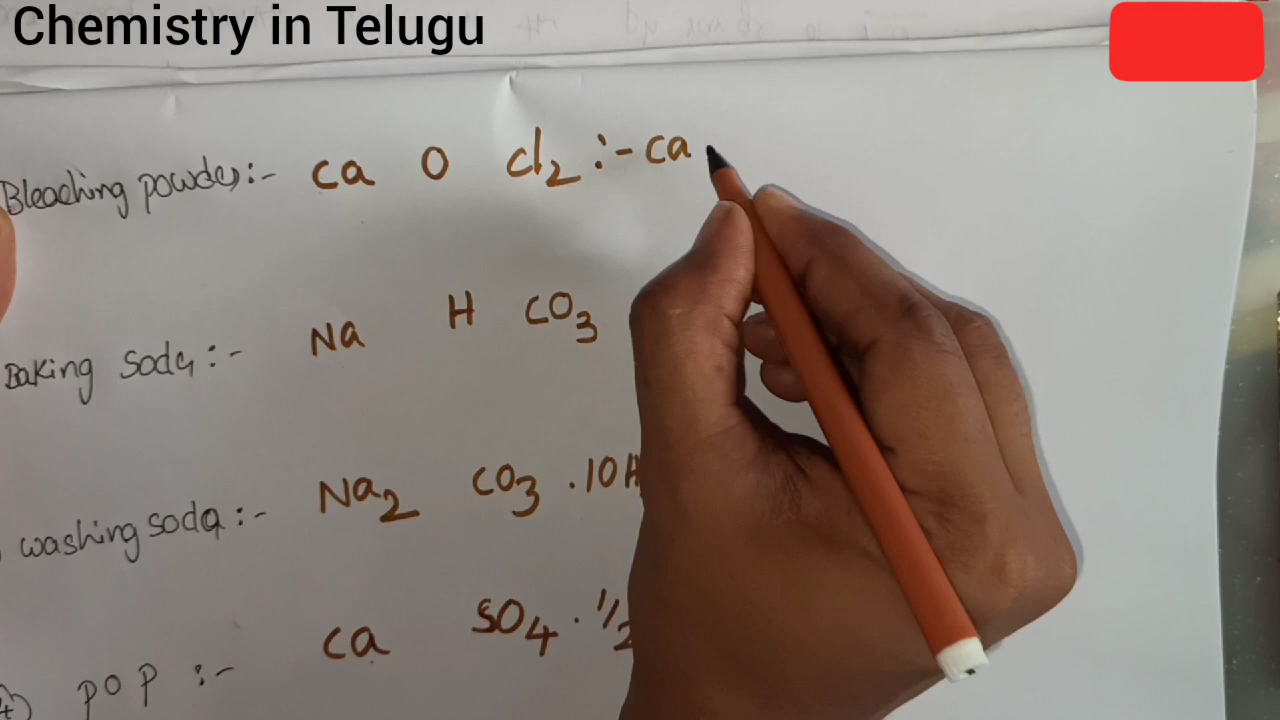 Chemistry in Telugu
Bleaching powder:- ca O cl2 :- ca
Baking soda:- Na H CO3
washing soda:- Na2 CO3 .10H
4) pop :- ca SO4 . 1/2